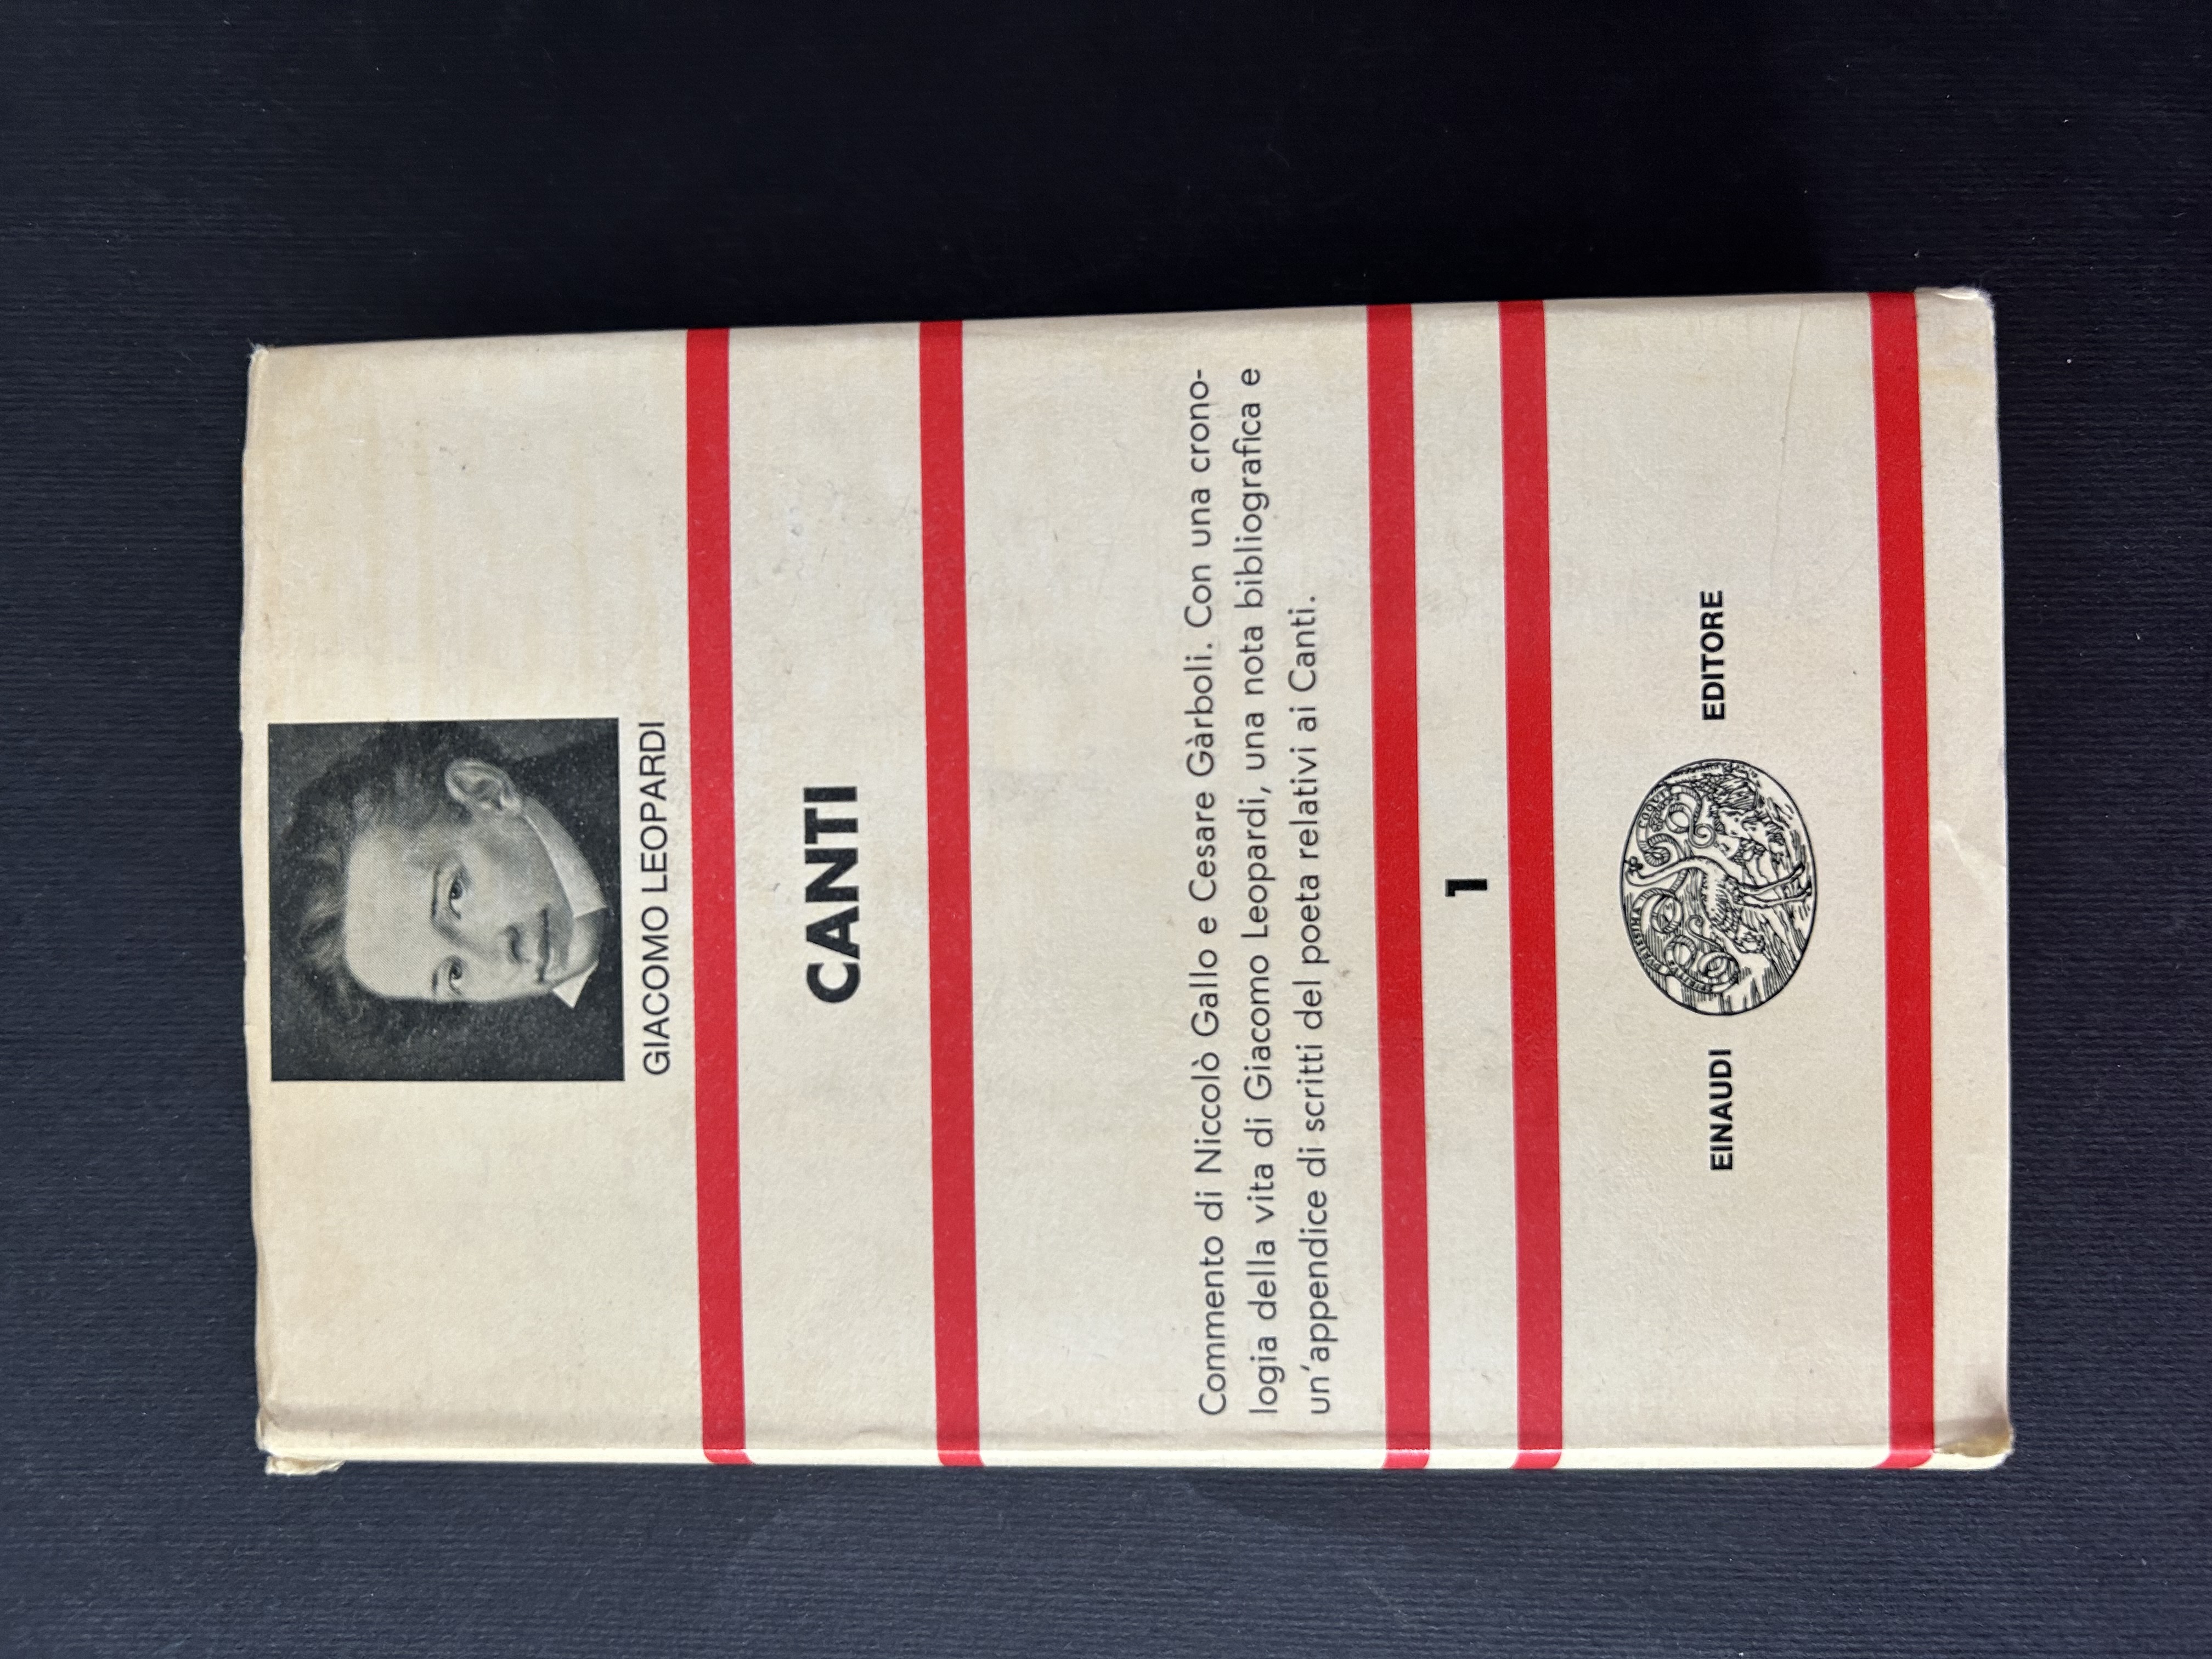 GIACOMO LEOPARDI
CANTI
Commento di Niccolò Gallo e Cesare Gàrboli. Con una crono-
logia della vita di Giacomo Leopardi, una nota bibliografica e
un'appendice di scritti del poeta relativi ai Canti.
1
EINAUDI EDITORE